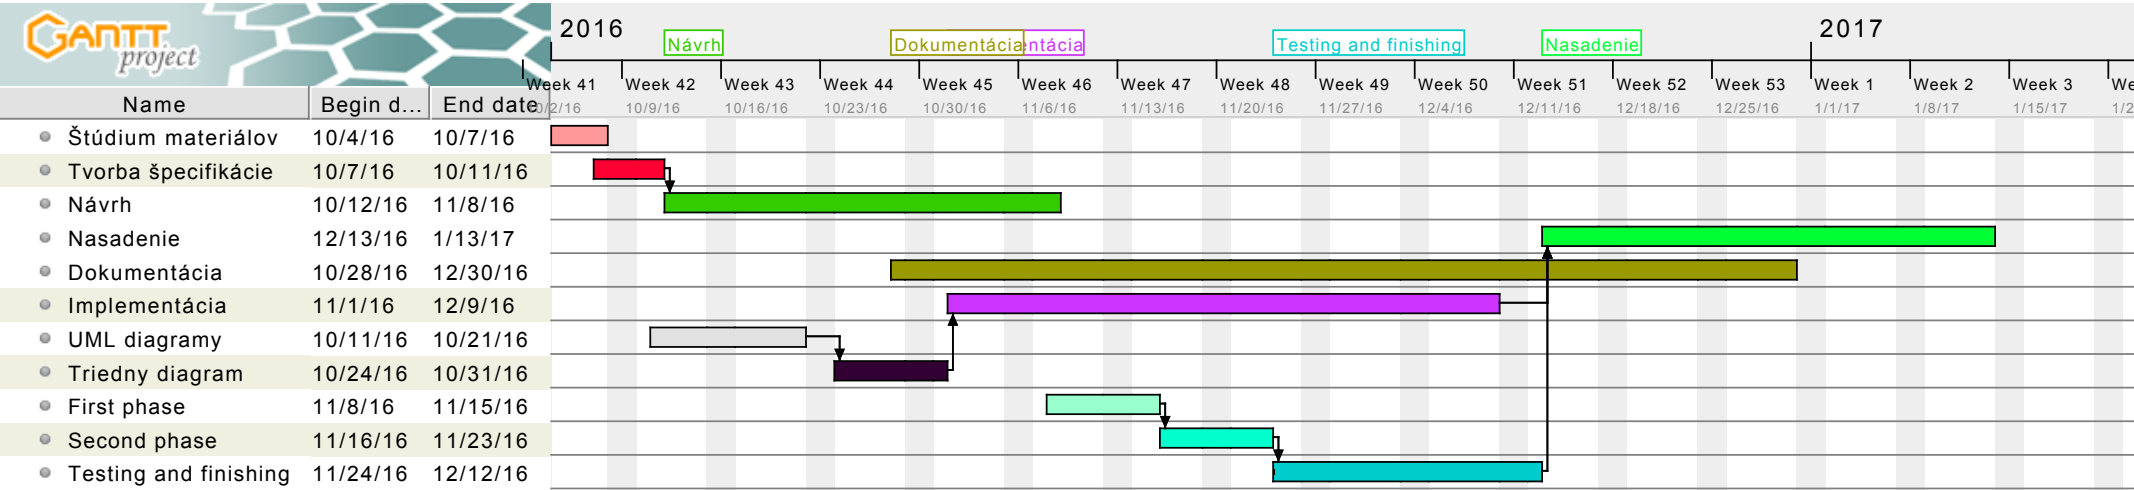 GANTT
project
2016
2017
Návrh
Dokumentácia
entácia
Testing and finishing
Nasadenie
Week 41
Week 42
Week 43
Week 44
Week 45
Week 46
Week 47
Week 48
Week 49
Week 50
Week 51
Week 52
Week 53
Week 1
Week 2
Week 3
We
Name Begin d... End date
0/2/16
10/9/16
10/16/16
10/23/16
10/30/16
11/6/16
11/13/16
11/20/16
11/27/16
12/4/16
12/11/16
12/18/16
12/25/16
1/1/17
1/8/17
1/15/17
1/2
Štúdium materiálov 10/4/16 10/7/16
Tvorba špecifikácie 10/7/16 10/11/16
Návrh 10/12/16 11/8/16
Nasadenie 12/13/16 1/13/17
Dokumentácia 10/28/16 12/30/16
Implementácia 11/1/16 12/9/16
UML diagramy 10/11/16 10/21/16
Triedny diagram 10/24/16 10/31/16
First phase 11/8/16 11/15/16
Second phase 11/16/16 11/23/16
Testing and finishing 11/24/16 12/12/16